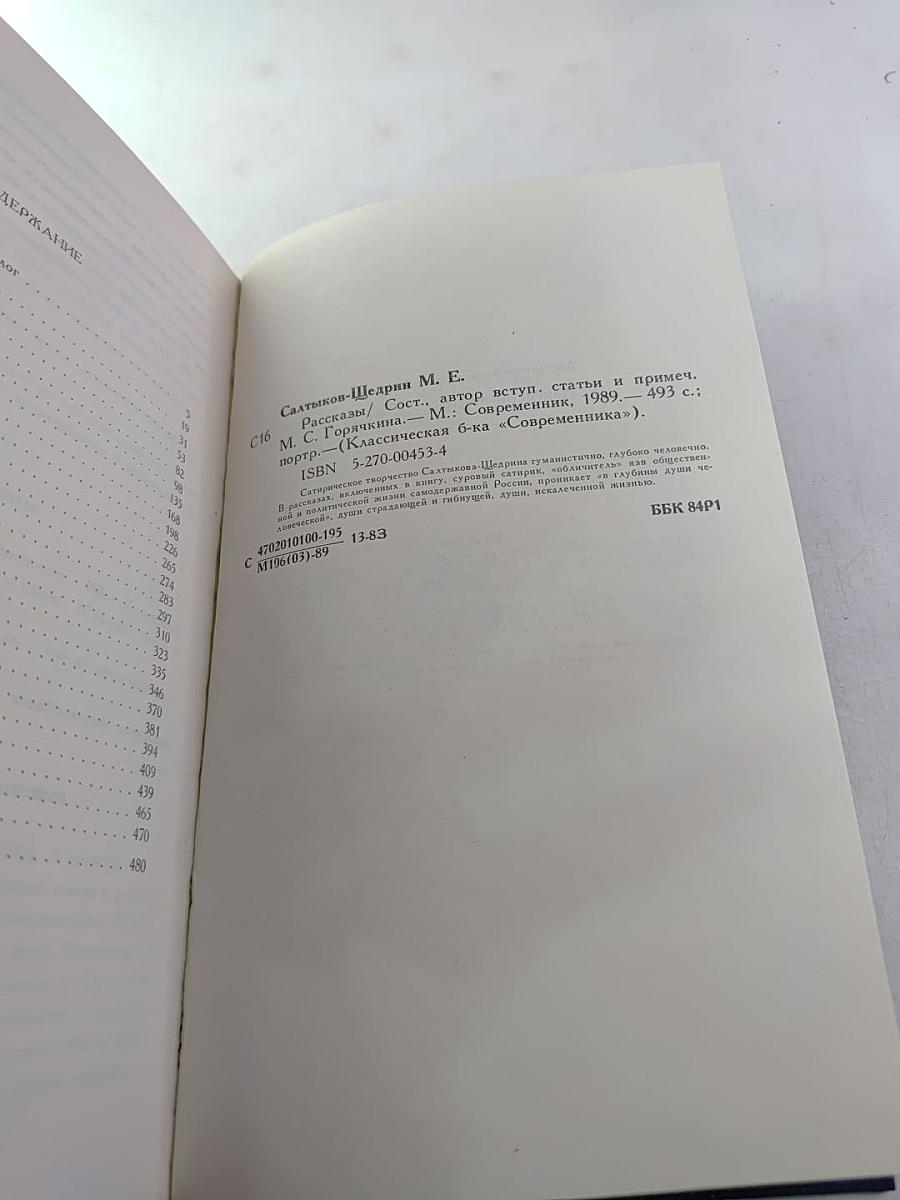 ДЕРЖАНИЕ
лог
5
19
31
53
82
98
135
168
198
226
265
274
283
297
310
323
335
346
370
381
394
409
439
465
470
480
Салтыков-Щедрин М. Е.
С16
Рассказы/ Сост., автор вступ. статьи и примеч.
М. С. Горячкина.— М.: Современник, 1989.— 493 с.;
портр.—(Классическая б-ка «Современника»).
ISBN 5-270-00453-4
Сатирическое творчество Салтыкова-Щедрина гуманистично, глубоко человечно.
В рассказах, включенных в книгу, суровый сатирик, «обличитель» язв обществен-
ной и политической жизни самодержавной России, проникает «в глубины души че-
ловеческой», души страдающей и гибнущей, души, искалеченной жизнью.
С 4702010100-195 13-83
М106(03)-89
ББК 84Р1